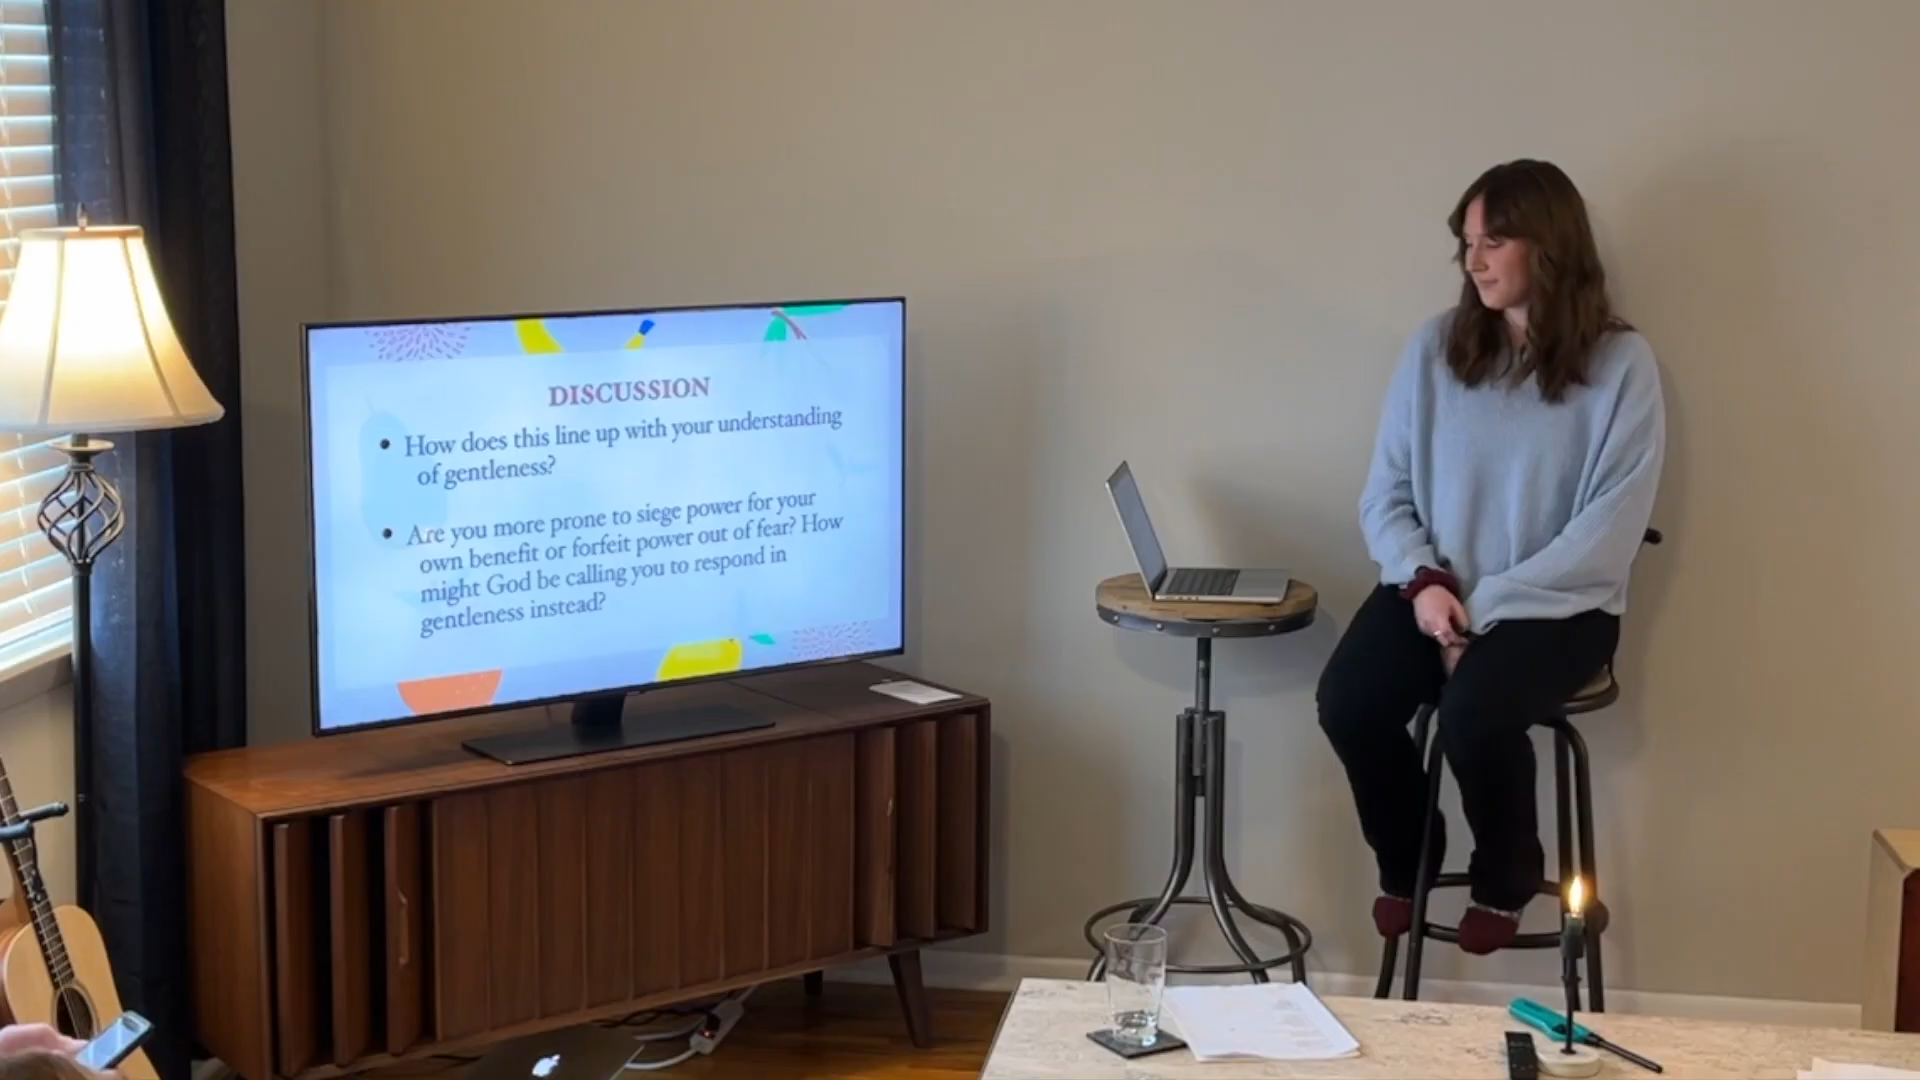 DISCUSSION
• How does this line up with your understanding
of gentleness?
• Are you more prone to siege power for your
own benefit or forfeit power out of fear? How
might God be calling you to respond in
gentleness instead?